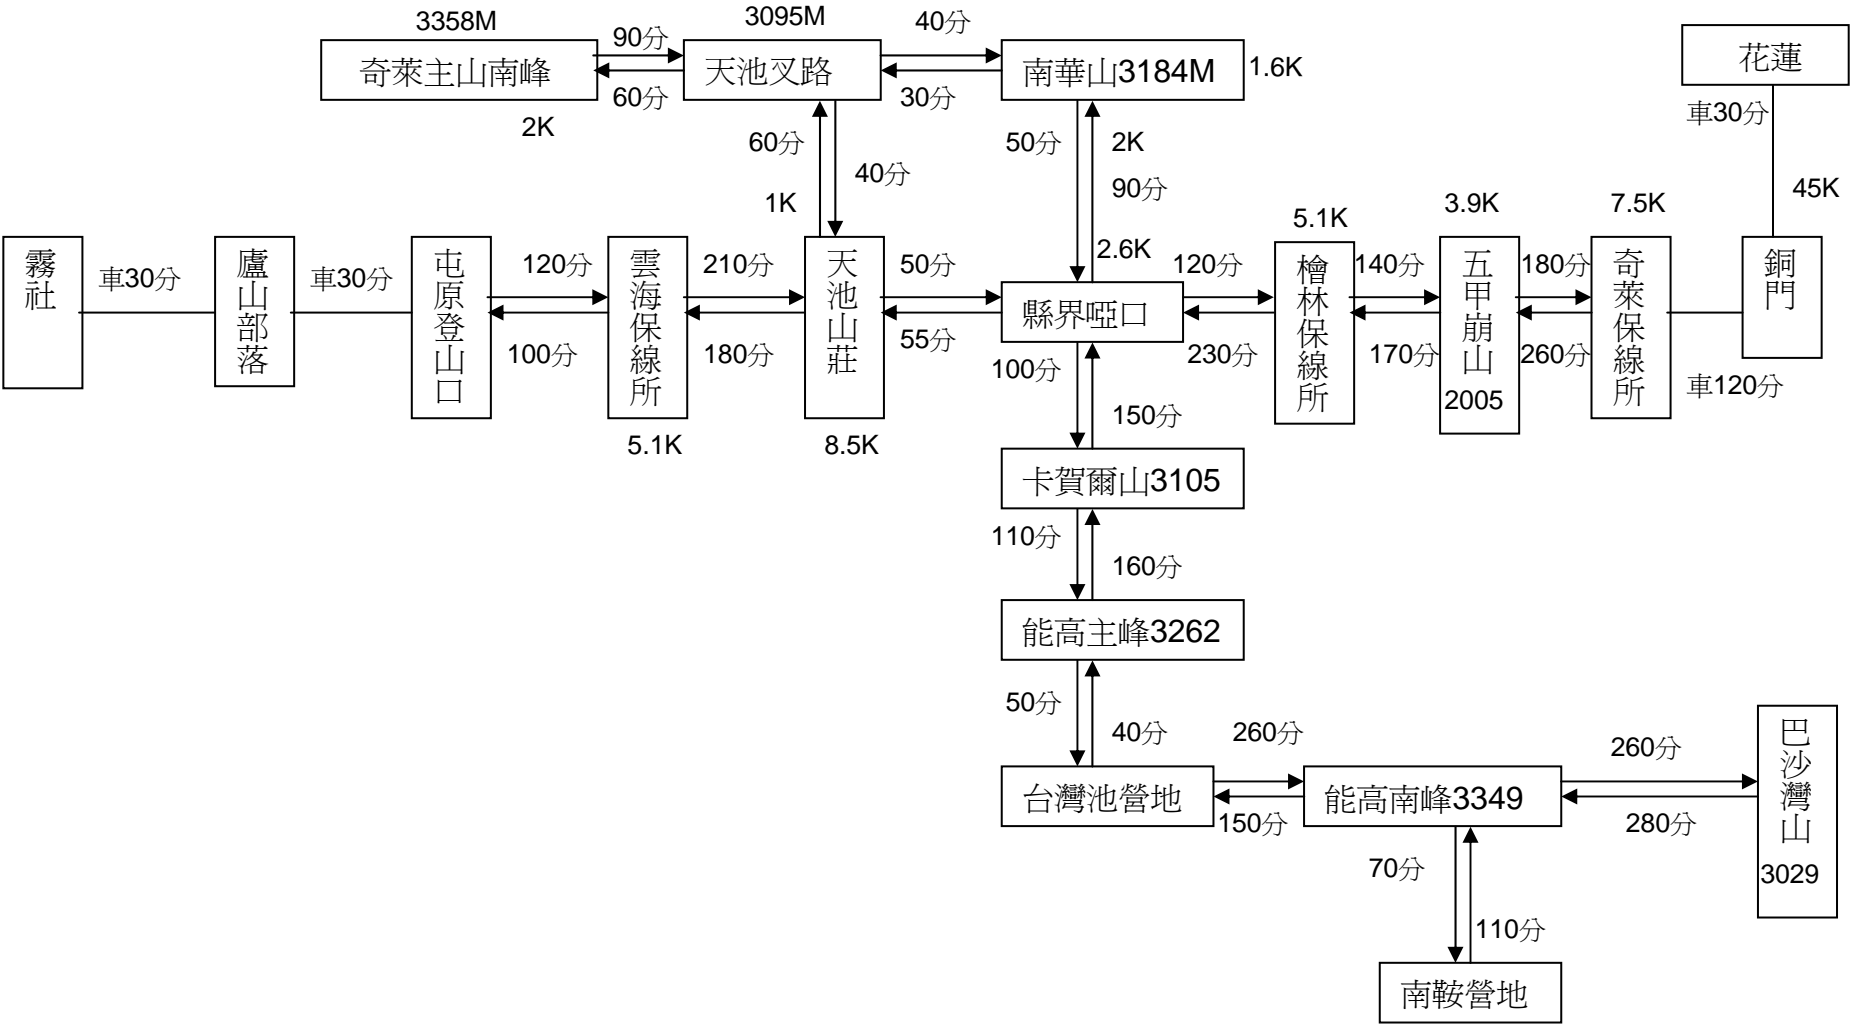 3358M
3095M
40分
90分
奇萊主山南峰
天池叉路
南華山3184M
1.6K
花蓮
60分
30分
車30分
2K
60分
50分
2K
40分
90分
45K
1K
5.1K
3.9K
7.5K
霧社
車30分
廬山部落
車30分
屯原登山口
120分
雲海保線所
210分
天池山莊
50分
2.6K
120分
檜林保線所
140分
五甲崩山2005
180分
奇萊保線所
銅門
縣界啞口
100分
180分
55分
230分
170分
260分
車120分
100分
150分
5.1K
8.5K
卡賀爾山3105
110分
160分
能高主峰3262
50分
40分
260分
260分
巴沙灣山3029
台灣池營地
能高南峰3349
150分
280分
70分
110分
南鞍營地